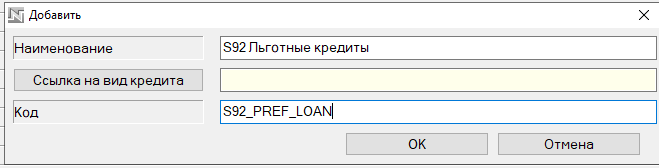 Добавить
Наименование S92 Льготные кредиты
Ссылка на вид кредита
Код S92_PREF_LOAN
OK Отмена